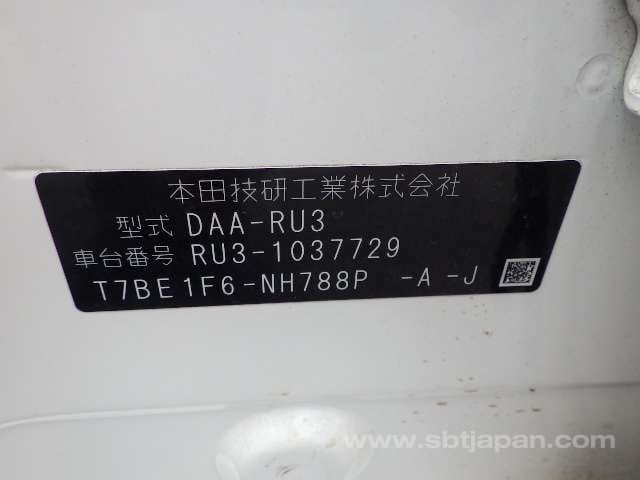 本田技研工業株式会社
型式 DAA-RU3
車台番号 RU3-1037729
T7BE1F6-NH788P -A-J
www.sbtjapan.com